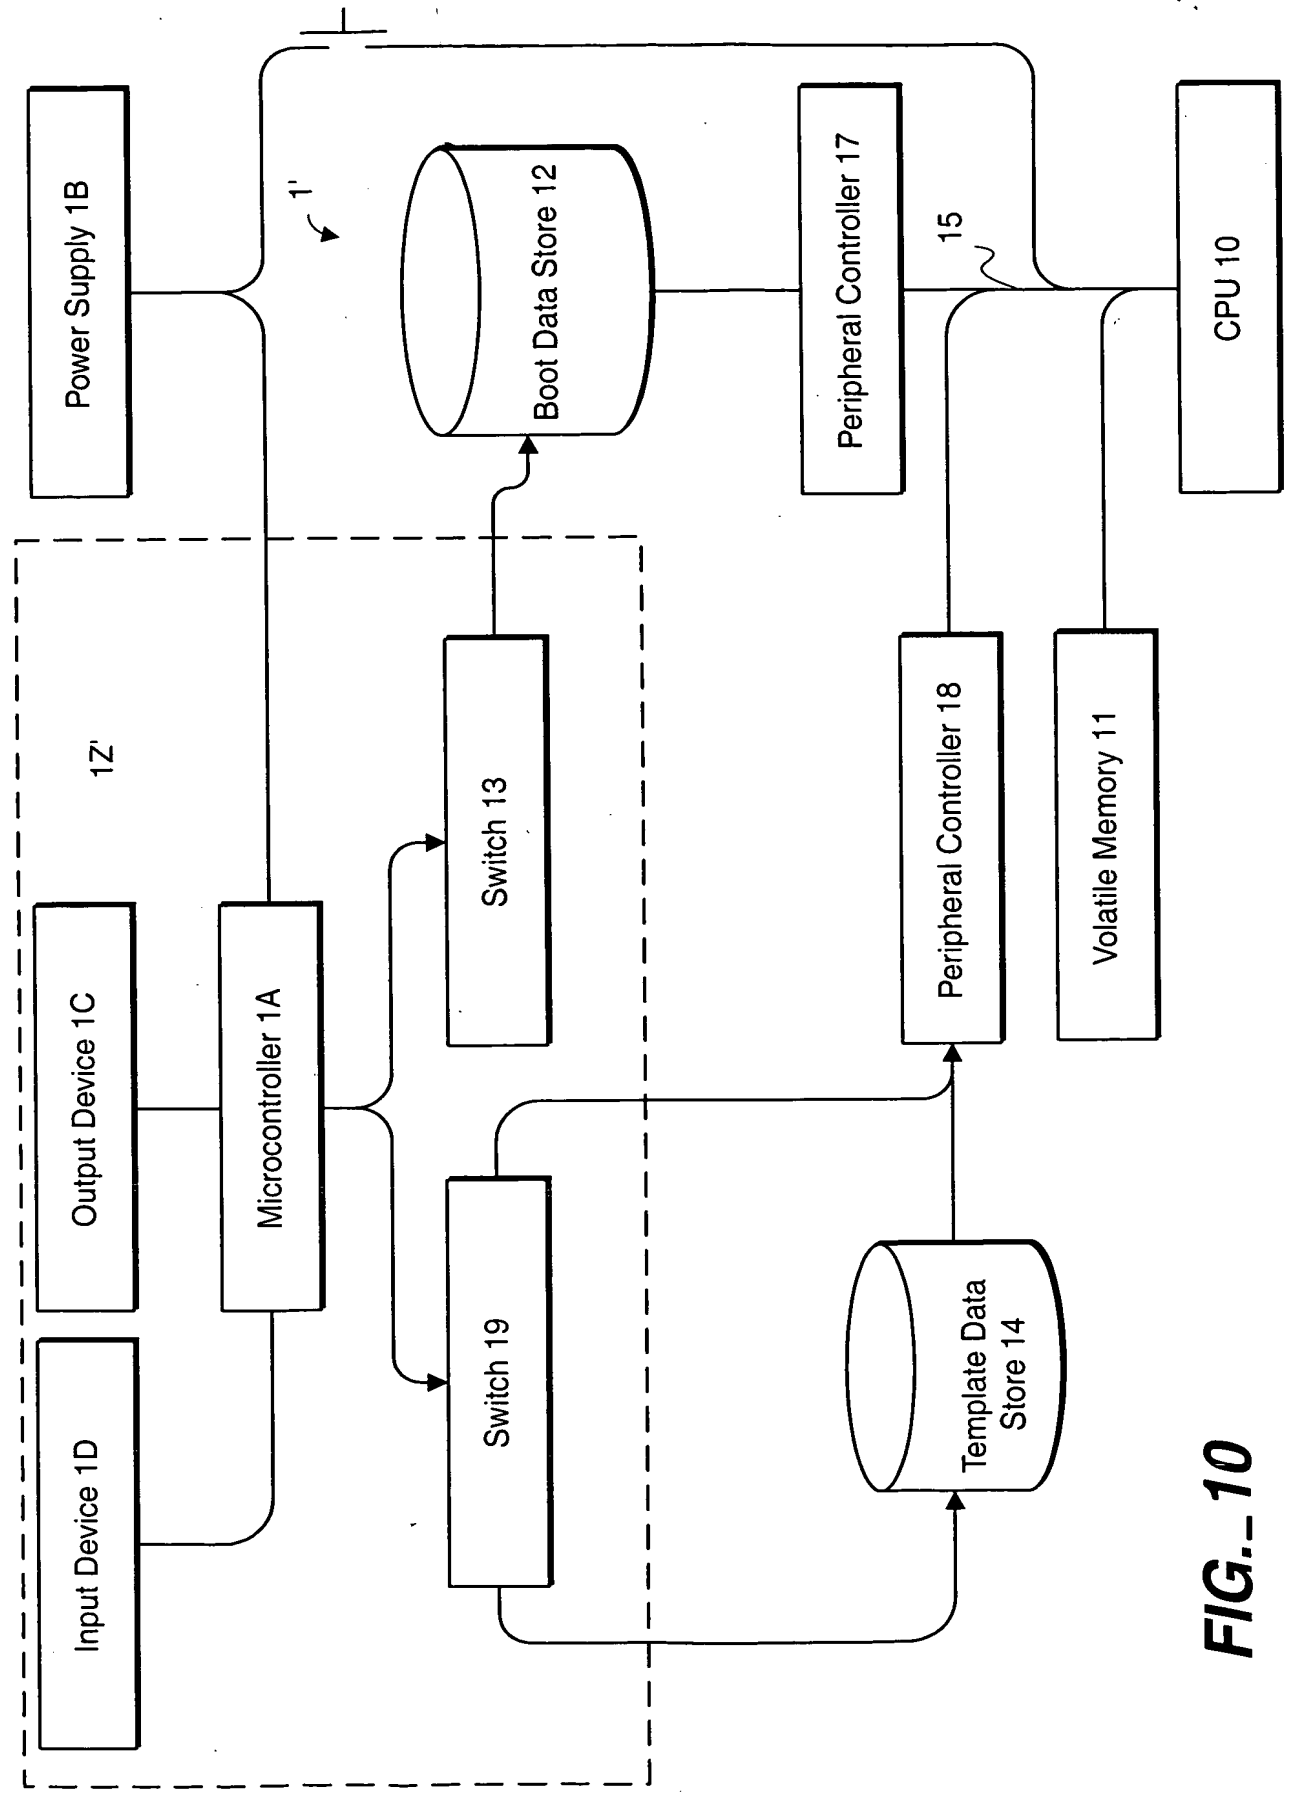 Input Device 1D
Output Device 1C
1Z'
Power Supply 1B
Microcontroller 1A
1'
Switch 19
Switch 13
Boot Data Store 12
Template Data
Store 14
Peripheral Controller 18
Peripheral Controller 17
15
Volatile Memory 11
CPU 10
FIG._10